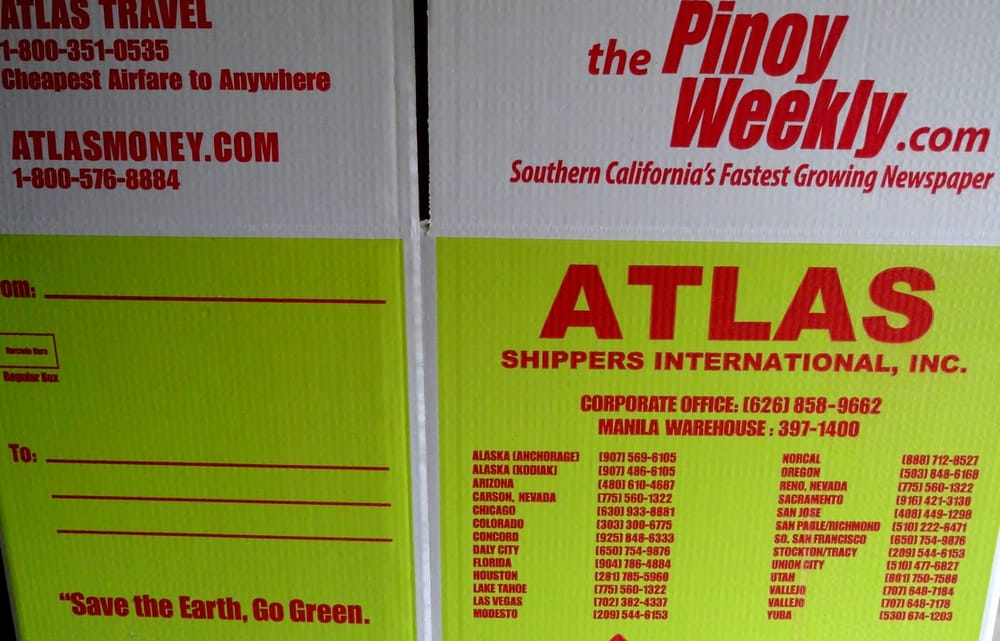 ATLAS TRAVEL
1-800-351-0535
Cheapest Airfare to Anywhere
ATLASMONEY.COM
1-800-576-8884
om:
Barcode Here
Regular Box
To:
"Save the Earth, Go Green.
the Pinoy
Weekly.com
Southern California's Fastest Growing Newspaper
ATLAS
SHIPPERS INTERNATIONAL, INC.
CORPORATE OFFICE: (626) 858-9662
MANILA WAREHOUSE : 397-1400
ALASKA (ANCHORAGE) (907) 569-6105
ALASKA (KODIAK) (907) 486-6105
ARIZONA (480) 610-4687
CARSON, NEVADA (775) 560-1322
CHICAGO (630) 933-8881
COLORADO (303) 300-6775
CONCORD (925) 848-6333
DALY CITY (650) 754-9876
FLORIDA (904) 786-4884
HOUSTON (281) 785-5960
LAKE TAHOE (775) 560-1322
LAS VEGAS (702) 382-4337
MODESTO (209) 544-6153
NORCAL (888) 712-8527
OREGON (503) 848-6168
RENO, NEVADA (775) 560-1322
SACRAMENTO (916) 421-3130
SAN JOSE (408) 449-1298
SAN PABLE/RICHMOND (510) 222-6471
SO. SAN FRANCISCO (650) 754-9876
STOCKTON/TRACY (209) 544-6153
UNION CITY (510) 477-6827
UTAH (801) 750-7588
VALLEJO (707) 648-7184
VALLEJO (707) 648-7178
YUBA (530) 674-1203